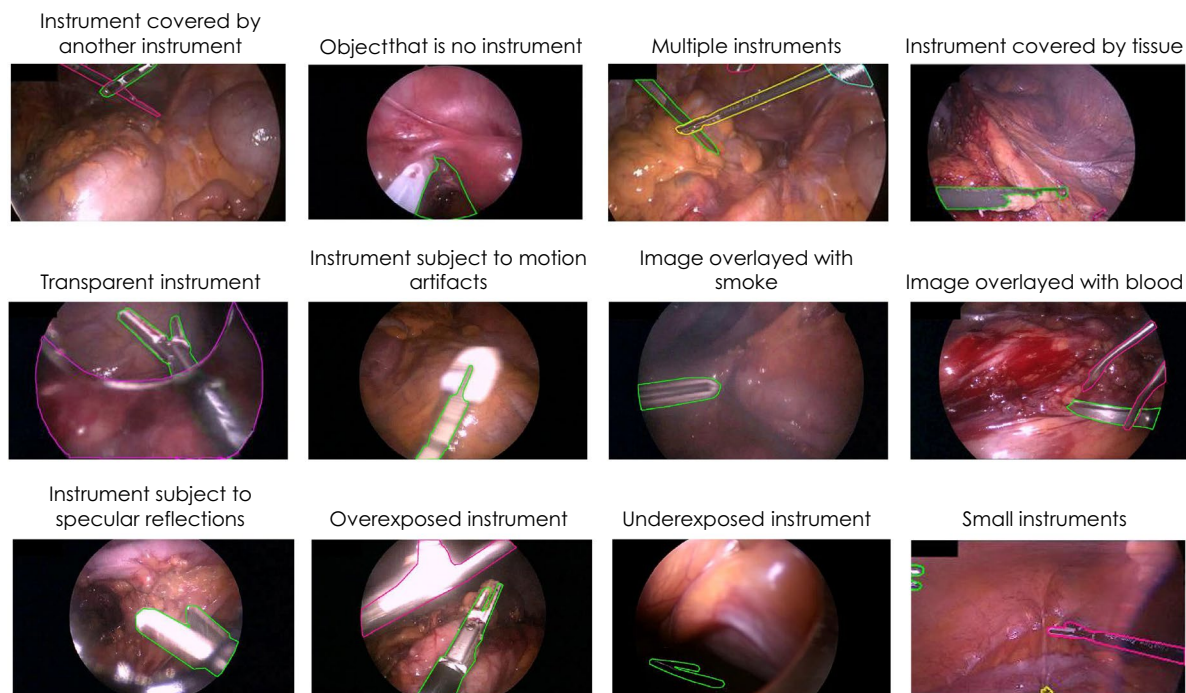 Instrument covered by
another instrument
Objectthat is no instrument
Multiple instruments
Instrument covered by tissue
Transparent instrument
Instrument subject to motion
artifacts
Image overlayed with
smoke
Image overlayed with blood
Instrument subject to
specular reflections
Overexposed instrument
Underexposed instrument
Small instruments